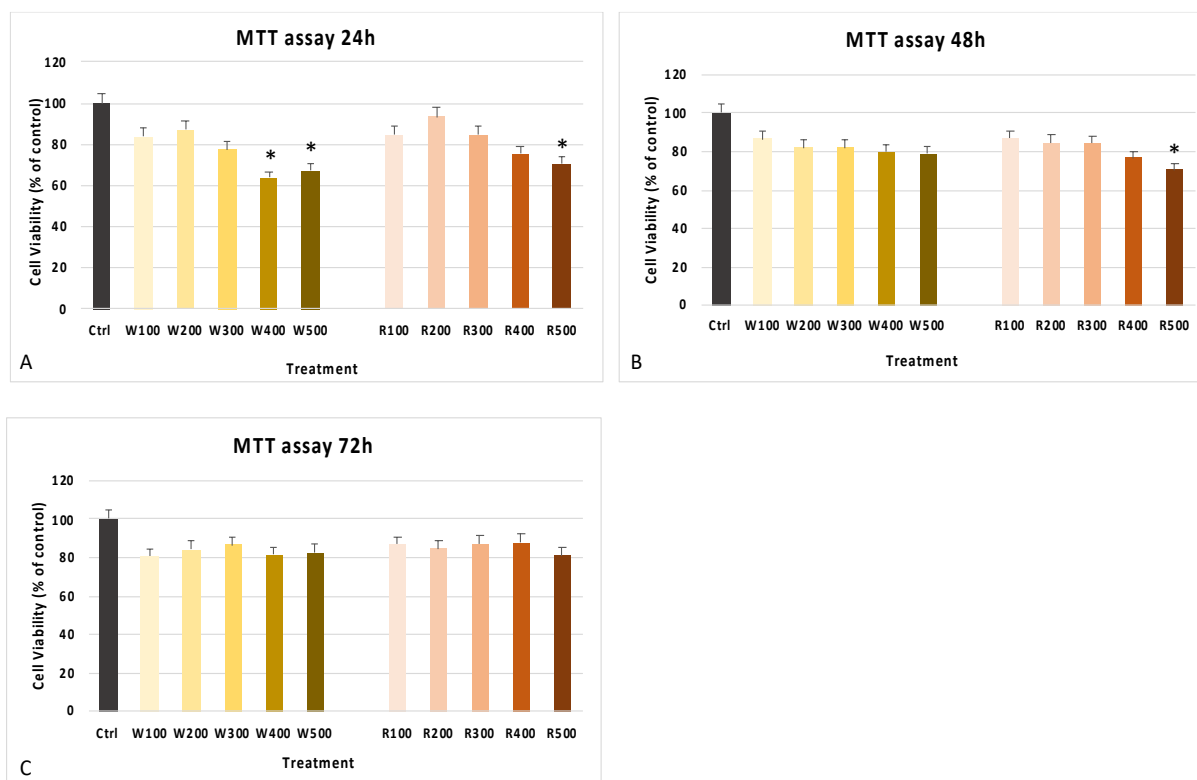 MTT assay 24h
Cell Viability (% of control)
120
100
80
60
40
20
0
*
*
*
Ctrl W100 W200 W300 W400 W500 R100 R200 R300 R400 R500
Treatment
A
MTT assay 48h
Cell Viability (% of control)
120
100
80
60
40
20
0
*
Ctrl W100 W200 W300 W400 W500 R100 R200 R300 R400 R500
Treatment
B
MTT assay 72h
Cell Viability (% of control)
120
100
80
60
40
20
0
Ctrl W100 W200 W300 W400 W500 R100 R200 R300 R400 R500
Treatment
C